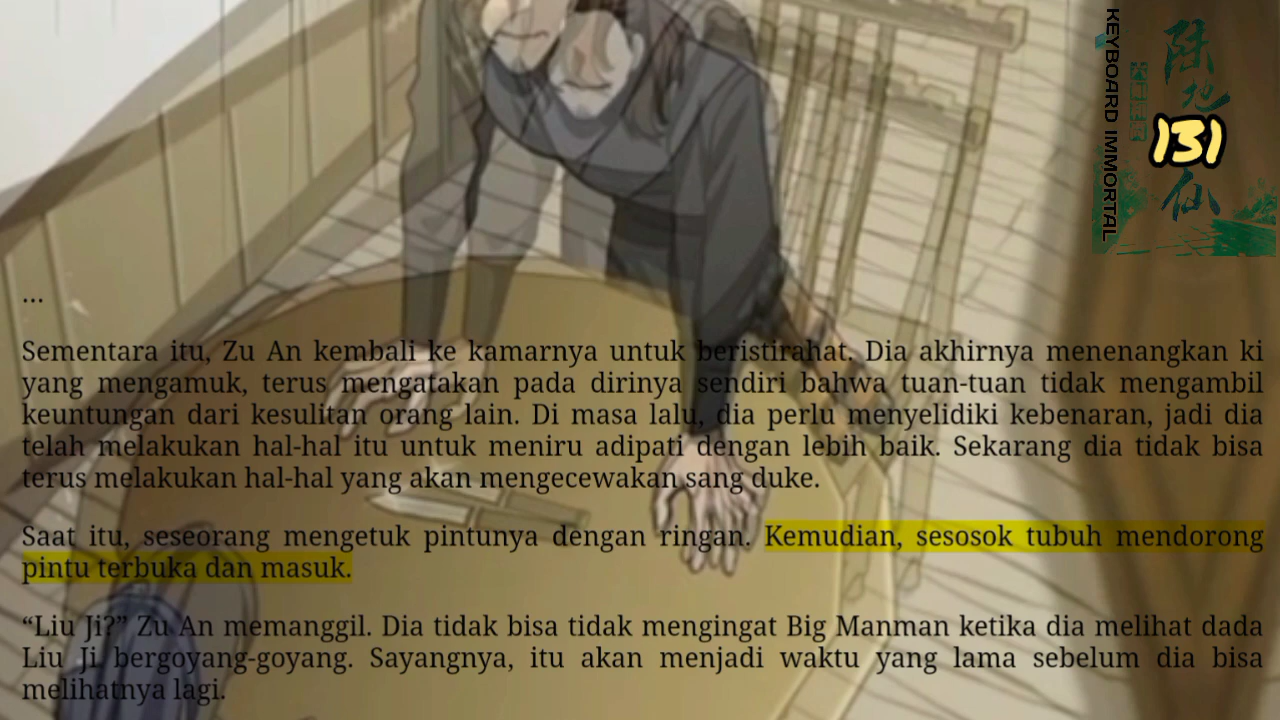 KEYBOARD IMMORTAL
131
仙
...
Sementara itu, Zu An kembali ke kamarnya untuk beristirahat. Dia akhirnya menenangkan ki
yang mengamuk, terus mengatakan pada dirinya sendiri bahwa tuan-tuan tidak mengambil
keuntungan dari kesulitan orang lain. Di masa lalu, dia perlu menyelidiki kebenaran, jadi dia
telah melakukan hal-hal itu untuk meniru adipati dengan lebih baik. Sekarang dia tidak bisa
terus melakukan hal-hal yang akan mengecewakan sang duke.
Saat itu, seseorang mengetuk pintunya dengan ringan. Kemudian, sesosok tubuh mendorong
pintu terbuka dan masuk.
“Liu Ji?” Zu An memanggil. Dia tidak bisa tidak mengingat Big Manman ketika dia melihat dada
Liu Ji bergoyang-goyang. Sayangnya, itu akan menjadi waktu yang lama sebelum dia bisa
melihatnya lagi.